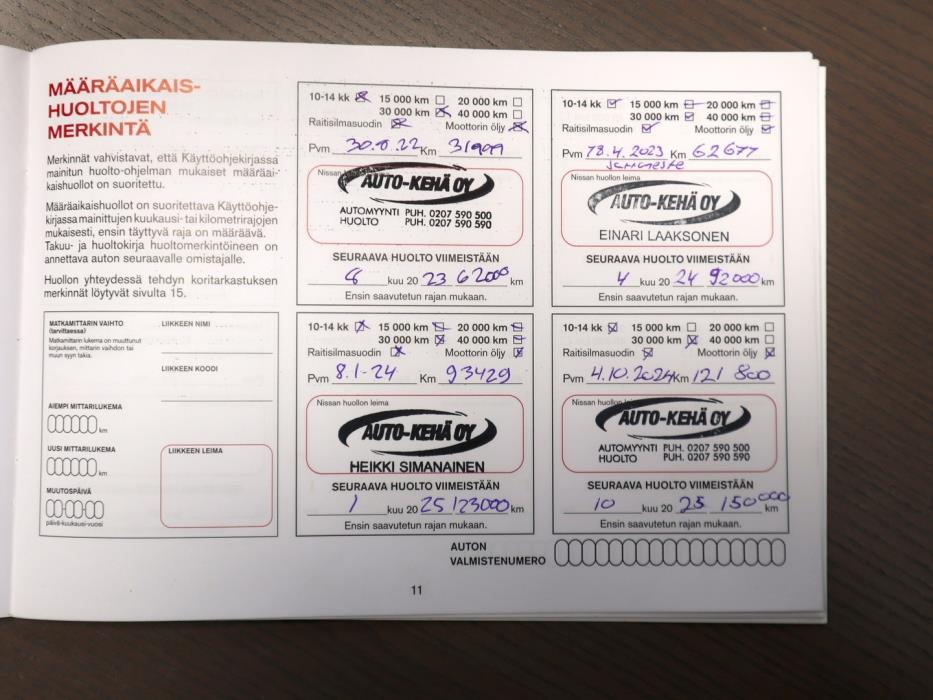 MÄÄRÄAIKAIS-
HUOLTOJEN
MERKINTÄ
Merkinnät vahvistavat, että Käyttöohjekirjassa
mainitun huolto-ohjelman mukaiset määräai-
kaishuollot on suoritettu.
Määräaikaishuollot on suoritettava Käyttöohje-
kirjassa mainittujen kuukausi- tai kilometrirajojen
mukaisesti, ensin täyttyvä raja on määräävä.
Takuu- ja huoltokirja huoltomerkintöineen on
annettava auton seuraavalle omistajalle.
Huollon yhteydessä tehdyn koritarkastuksen
merkinnät löytyvät sivulta 15.
MATKAMITTARIN VAIHTO
(tarvittaessa)
Matkamittarin lukema on muuttunut
korjauksen, mittarin vaihdon tai
muun syyn takia.
AIEMPI MITTARILUKEMA
km
UUSI MITTARILUKEMA
km
MUUTOSPÄIVÄ
päivä-kuukausi-vuosi
LIIKKEEN NIMI
LIIKKEEN KOODI
LIIKKEEN LEIMA
10-14 kk 15 000 km 20 000 km
30 000 km 40 000 km
Raitisilmasuodin Moottorin öljy
Pvm Km 31999
Nissan
AUTO-KEHÄ OY
AUTOMYYNTI PUH. 0207 590 500
HUOLTO PUH. 0207 590 590
SEURAAVA HUOLTO VIIMEISTÄÄN
8 kuu 20 23 62000 km
Ensin saavutetun rajan mukaan.
10-14 kk 15 000 km 20 000 km
30 000 km 40 000 km
Raitisilmasuodin Moottorin öljy
Pvm 18.4.2023 Km 62677
Nissan huollon leima
AUTO-KEHÄ OY
EINARI LAAKSONEN
SEURAAVA HUOLTO VIIMEISTÄÄN
4 kuu 20 24 92000 km
Ensin saavutetun rajan mukaan.
10-14 kk 15 000 km 20 000 km
30 000 km 40 000 km
Raitisilmasuodin Moottorin öljy
Pvm 8.1-24 Km 93429
Nissan huollon leima
AUTO-KEHÄ OY
HEIKKI SIMANAINEN
SEURAAVA HUOLTO VIIMEISTÄÄN
1 kuu 20 25 123000 km
Ensin saavutetun rajan mukaan.
10-14 kk 15 000 km 20 000 km
30 000 km 40 000 km
Raitisilmasuodin Moottorin öljy
Pvm 4.10.2024 Km 121 800
Nissan huollon
AUTO-KEHÄ OY
AUTOMYYNTI PUH. 0207 590 500
HUOLTO PUH. 0207 590 590
SEURAAVA HUOLTO VIIMEISTÄÄN
10 kuu 20 25 150000 km
Ensin saavutetun rajan mukaan.
AUTON
VALMISTENUMERO
11